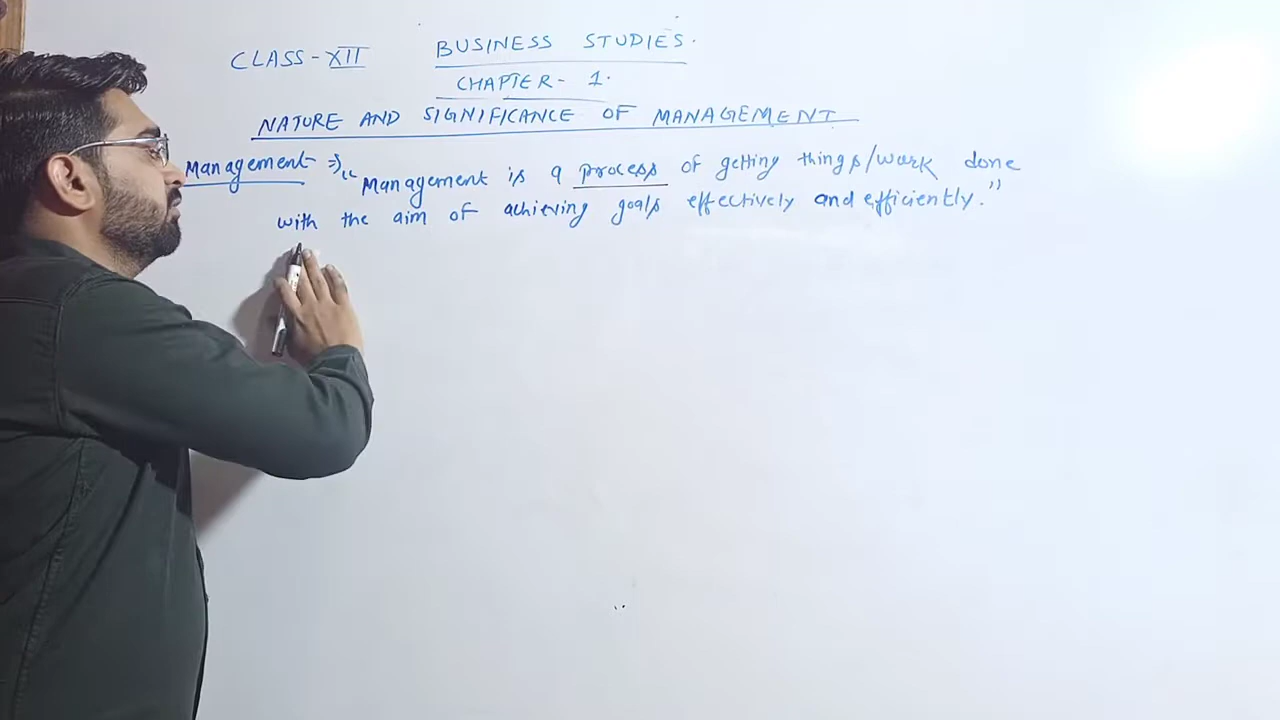 CLASS-XII BUSINESS STUDIES.
CHAPTER- 1.
NATURE AND SIGNIFICANCE OF MANAGEMENT
Management ⇒ "Management is a process of getting things/work done
with the aim of achieving goals effectively and efficiently."